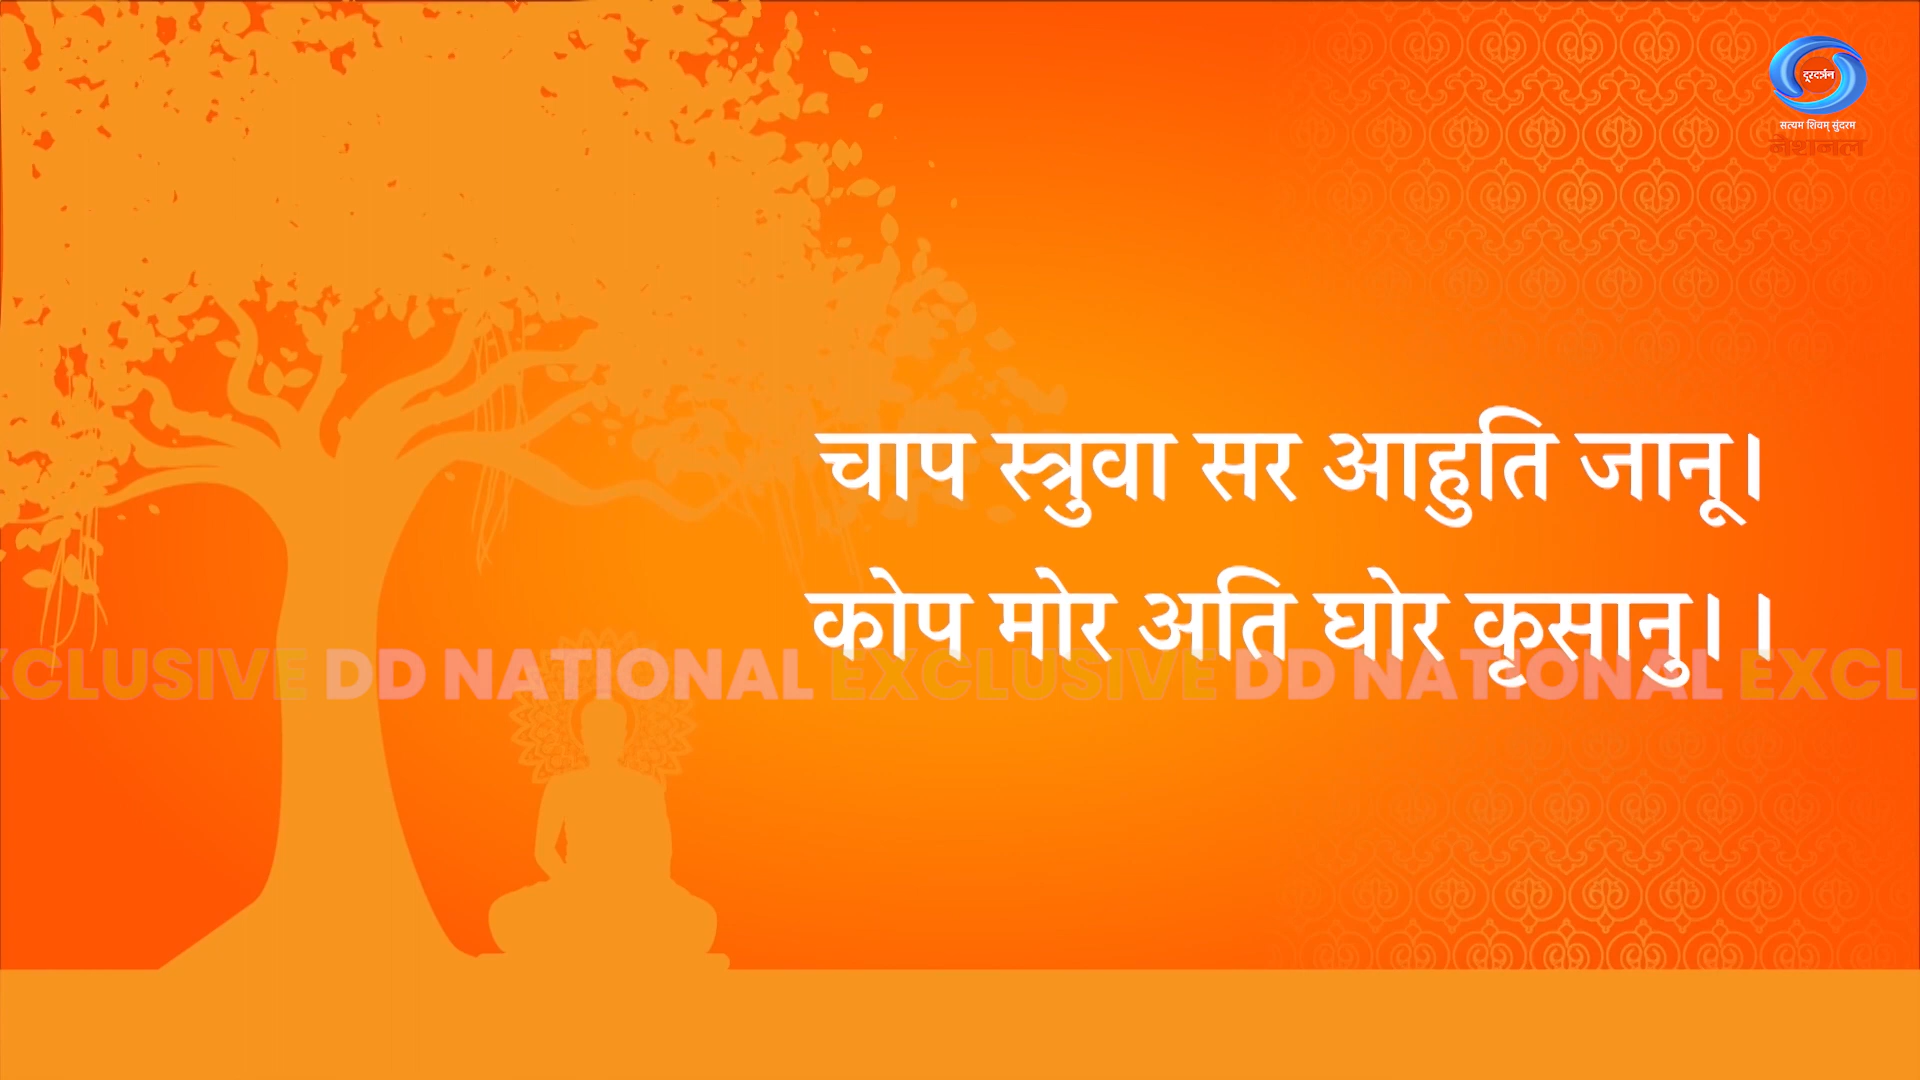 दूरदर्शन
सत्यम शिवम् सुंदरम
नेशनल
चाप स्त्रुवा सर आहुति जानू।
कोप मोर अति घोर कृसानु।।
EXCLUSIVE DD NATIONAL EXCLUSIVE DD NATIONAL EXCL